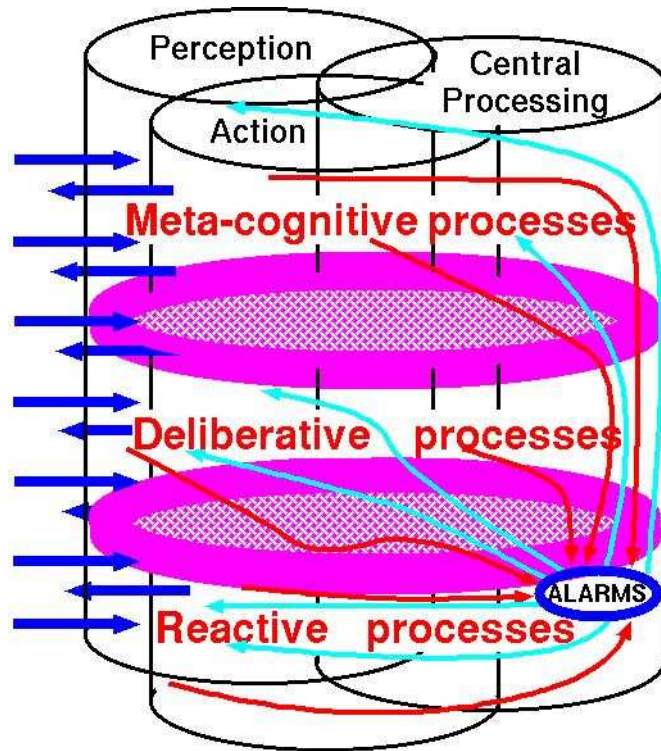 Perception
Central
Processing
Action
Meta-cognitive processes
Deliberative processes
ALARMS
Reactive processes